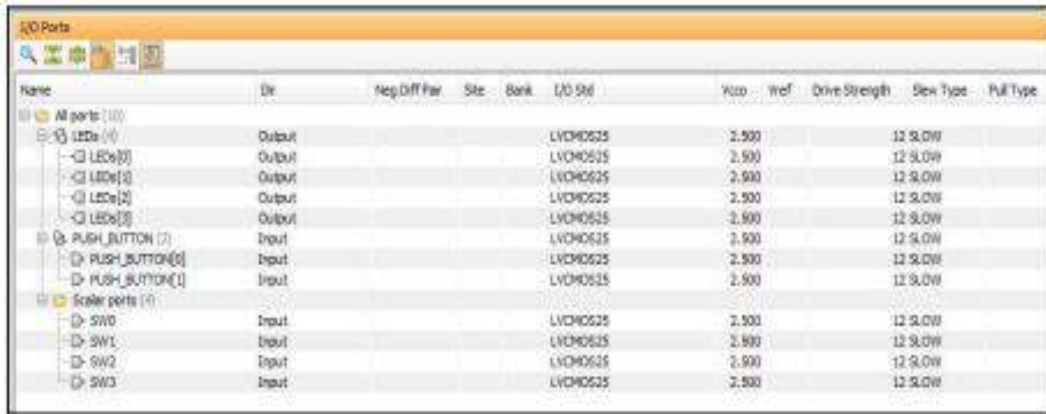 I/O Ports
Name Dir Neg Diff Pair Site Bank I/O Std Vcco Vref Drive Strength Slew Type Pull Type
All ports (10)
LEDs (4) Output LVCMOS25 2.500 12 SLOW
LEDs[0] Output LVCMOS25 2.500 12 SLOW
LEDs[1] Output LVCMOS25 2.500 12 SLOW
LEDs[2] Output LVCMOS25 2.500 12 SLOW
LEDs[3] Output LVCMOS25 2.500 12 SLOW
PUSH_BUTTON (2) Input LVCMOS25 2.500 12 SLOW
PUSH_BUTTON[0] Input LVCMOS25 2.500 12 SLOW
PUSH_BUTTON[1] Input LVCMOS25 2.500 12 SLOW
Scalar ports (4)
SW0 Input LVCMOS25 2.500 12 SLOW
SW1 Input LVCMOS25 2.500 12 SLOW
SW2 Input LVCMOS25 2.500 12 SLOW
SW3 Input LVCMOS25 2.500 12 SLOW